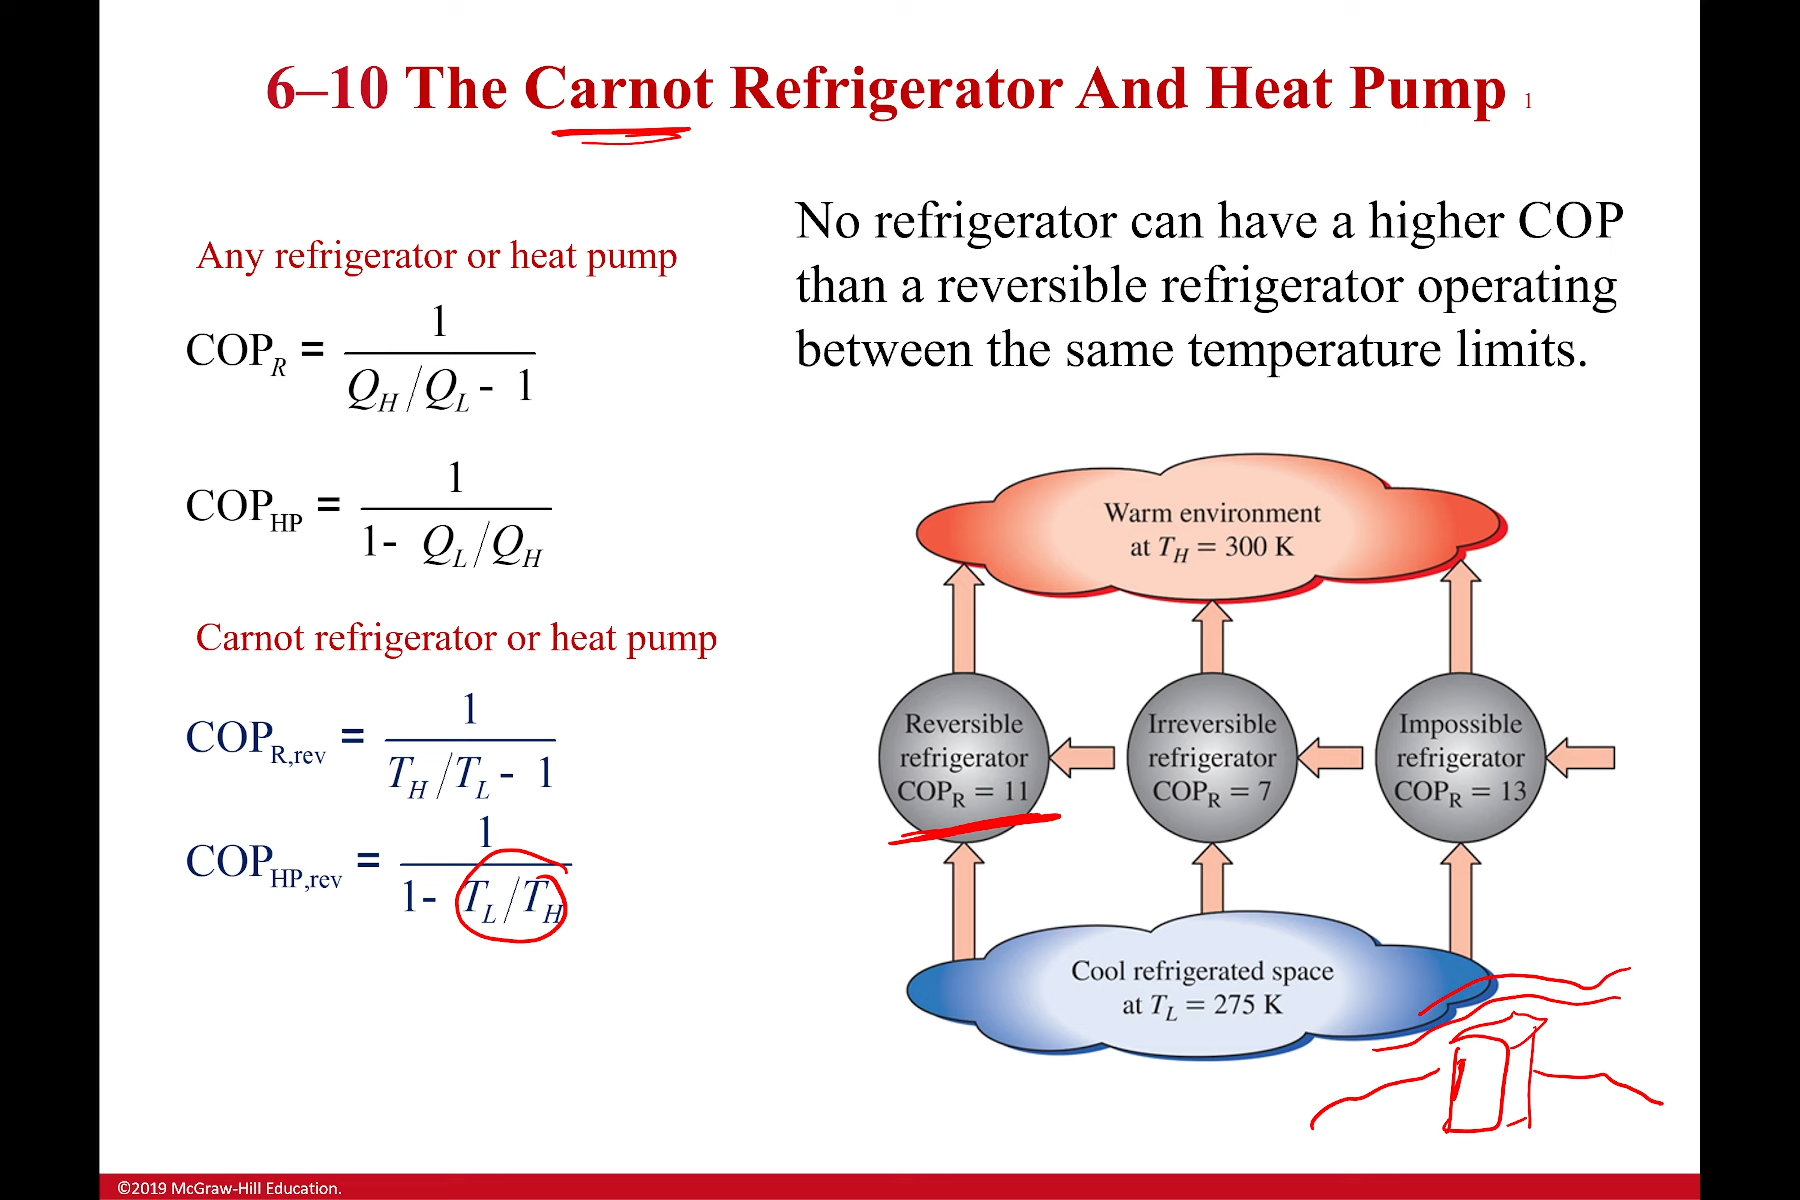 6–10 The Carnot Refrigerator And Heat Pump 1
Any refrigerator or heat pump
COP_R = 1 / (Q_H/Q_L - 1)
COP_HP = 1 / (1- Q_L/Q_H)
Carnot refrigerator or heat pump
COP_R,rev = 1 / (T_H/T_L - 1)
COP_HP,rev = 1 / (1- T_L/T_H)
No refrigerator can have a higher COP
than a reversible refrigerator operating
between the same temperature limits.
Warm environment
at T_H = 300 K
Reversible
refrigerator
COP_R = 11
Irreversible
refrigerator
COP_R = 7
Impossible
refrigerator
COP_R = 13
Cool refrigerated space
at T_L = 275 K
©2019 McGraw-Hill Education.